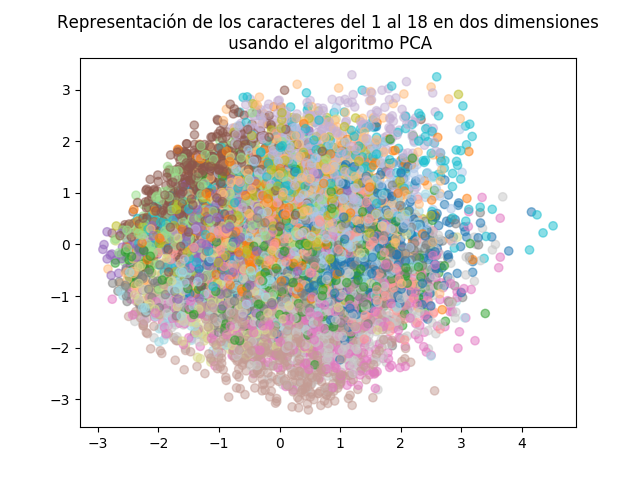 Representación de los caracteres del 1 al 18 en dos dimensiones
usando el algoritmo PCA
3
2
1
0
−1
−2
−3
−3 −2 −1 0 1 2 3 4